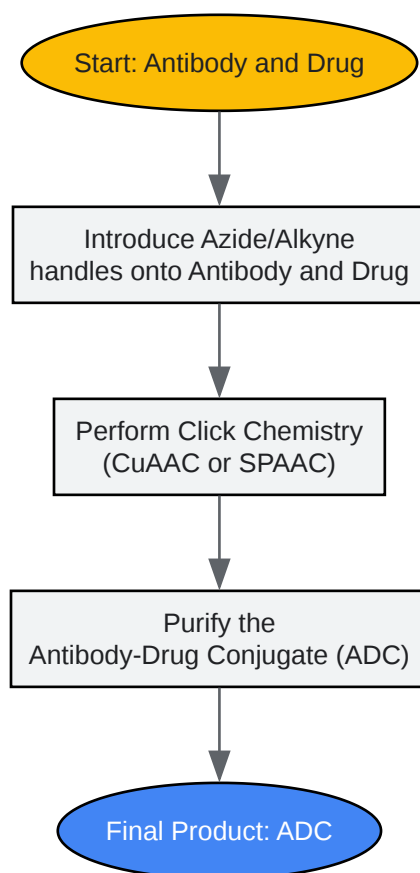 Start: Antibody and Drug
Introduce Azide/Alkyne
handles onto Antibody and Drug
Perform Click Chemistry
(CuAAC or SPAAC)
Purify the
Antibody-Drug Conjugate (ADC)
Final Product: ADC